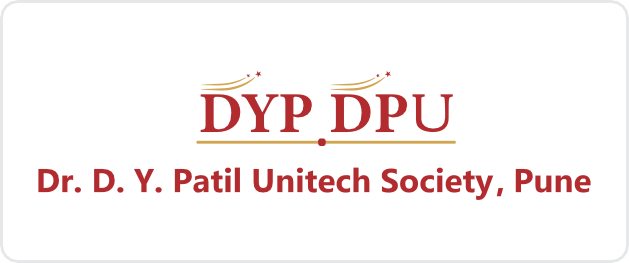 DYP DPU
Dr. D. Y. Patil Unitech Society, Pune